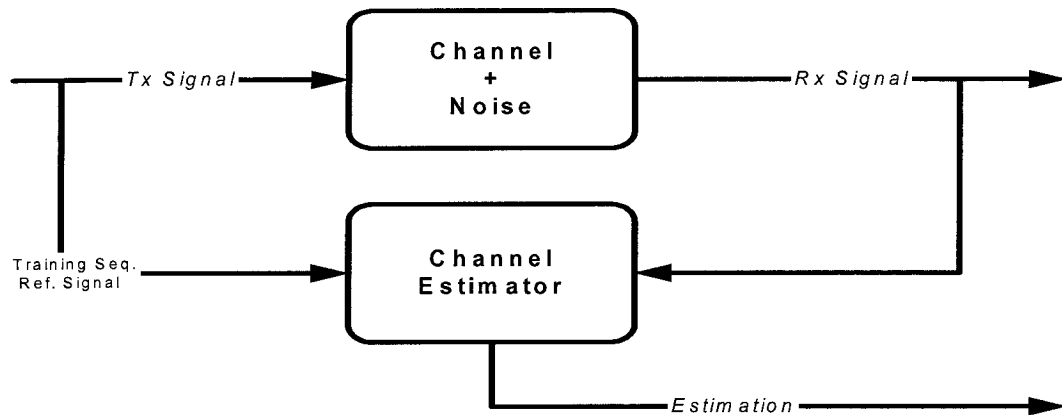 Channel
+
Noise
Tx Signal
Rx Signal
Training Seq.
Ref. Signal
Channel
Estimator
Estimation